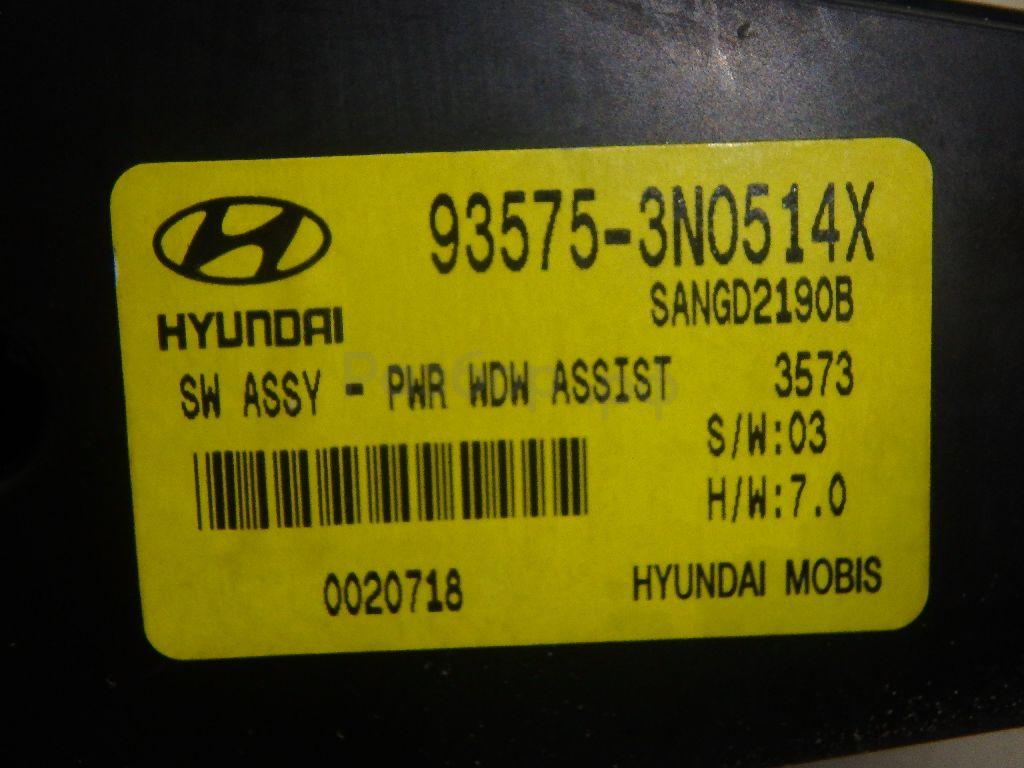 93575-3N0514X
SANGD2190B
HYUNDAI
SW ASSY - PWR WDW ASSIST 3573
S/W:03
H/W:7.0
0020718 HYUNDAI MOBIS